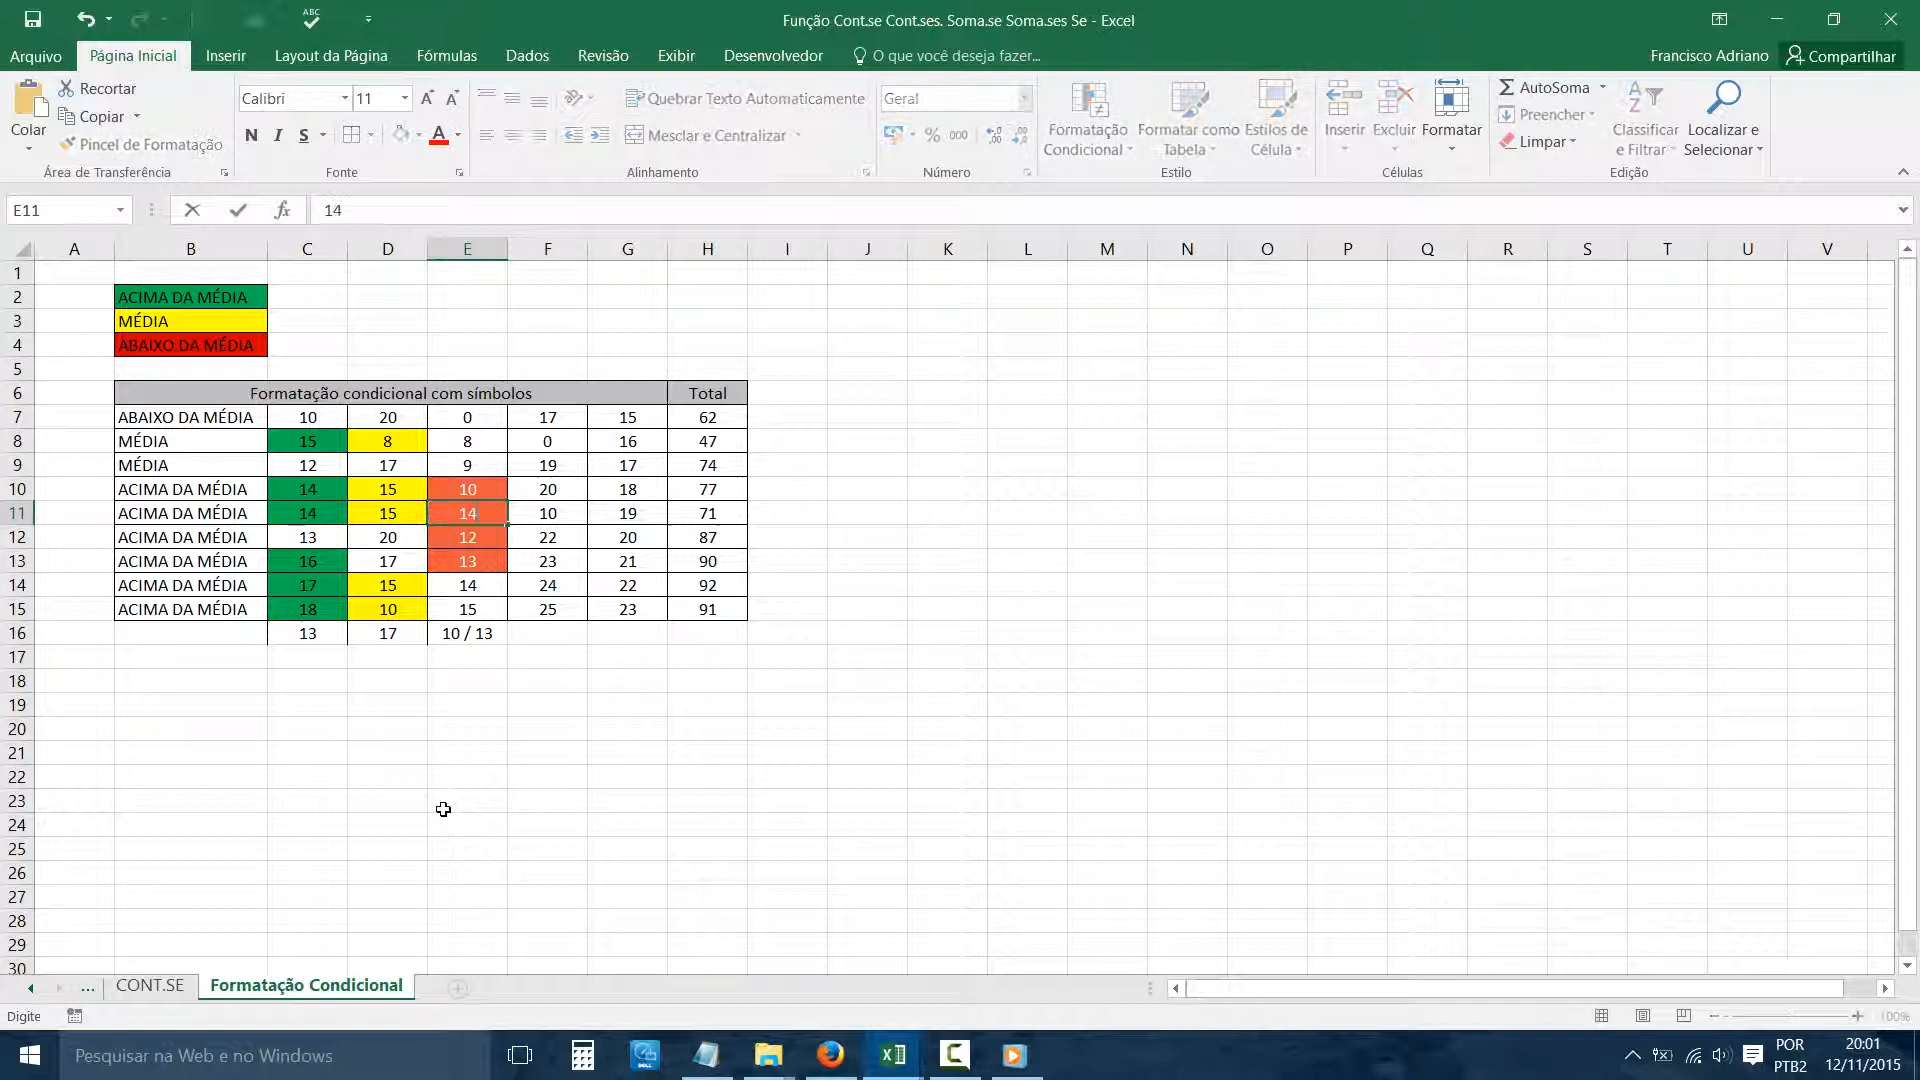 ABC
Função Cont.se Cont.ses. Soma.se Soma.ses Se - Excel
Arquivo Página Inicial Inserir Layout da Página Fórmulas Dados Revisão Exibir Desenvolvedor O que você deseja fazer... Francisco Adriano Compartilhar
Colar
Recortar
Copiar
Pincel de Formatação
Área de Transferência
Calibri 11
N I S
Fonte
Quebrar Texto Automaticamente
Mesclar e Centralizar
Alinhamento
Geral
% 000
Número
Formatação Condicional
Formatar como Tabela
Estilos de Célula
Estilo
Inserir Excluir Formatar
Células
AutoSoma
Preencher
Limpar
Classificar e Filtrar
Localizar e Selecionar
Edição
E11 fx 14
A B C D E F G H I J K L M N O P Q R S T U V
1
2 ACIMA DA MÉDIA
3 MÉDIA
4 ABAIXO DA MÉDIA
5
6 Formatação condicional com símbolos Total
7 ABAIXO DA MÉDIA 10 20 0 17 15 62
8 MÉDIA 15 8 8 0 16 47
9 MÉDIA 12 17 9 19 17 74
10 ACIMA DA MÉDIA 14 15 10 20 18 77
11 ACIMA DA MÉDIA 14 15 14 10 19 71
12 ACIMA DA MÉDIA 13 20 12 22 20 87
13 ACIMA DA MÉDIA 16 17 13 23 21 90
14 ACIMA DA MÉDIA 17 15 14 24 22 92
15 ACIMA DA MÉDIA 18 10 15 25 23 91
16 13 17 10 / 13
17
18
19
20
21
22
23
24
25
26
27
28
29
30
... CONT.SE Formatação Condicional
Digite 100%
Pesquisar na Web e no Windows
POR
PTB2
20:01
12/11/2015